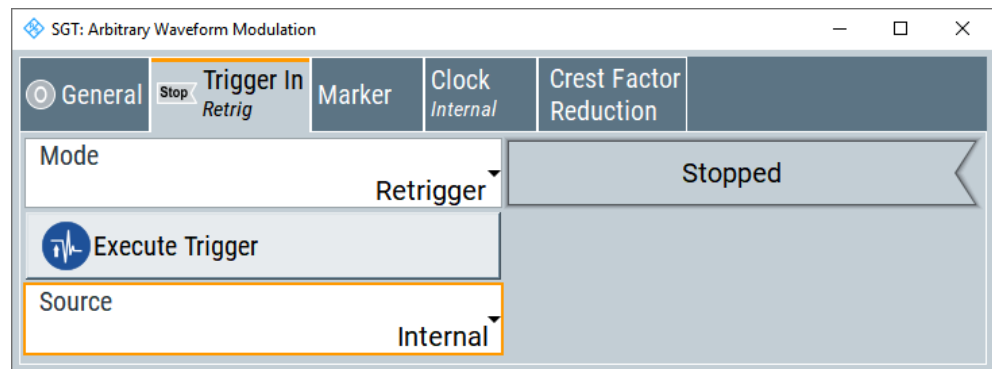 SGT: Arbitrary Waveform Modulation
General
Stop
Trigger In
Retrig
Marker
Clock
Internal
Crest Factor
Reduction
Mode
Retrigger
Stopped
Execute Trigger
Source
Internal